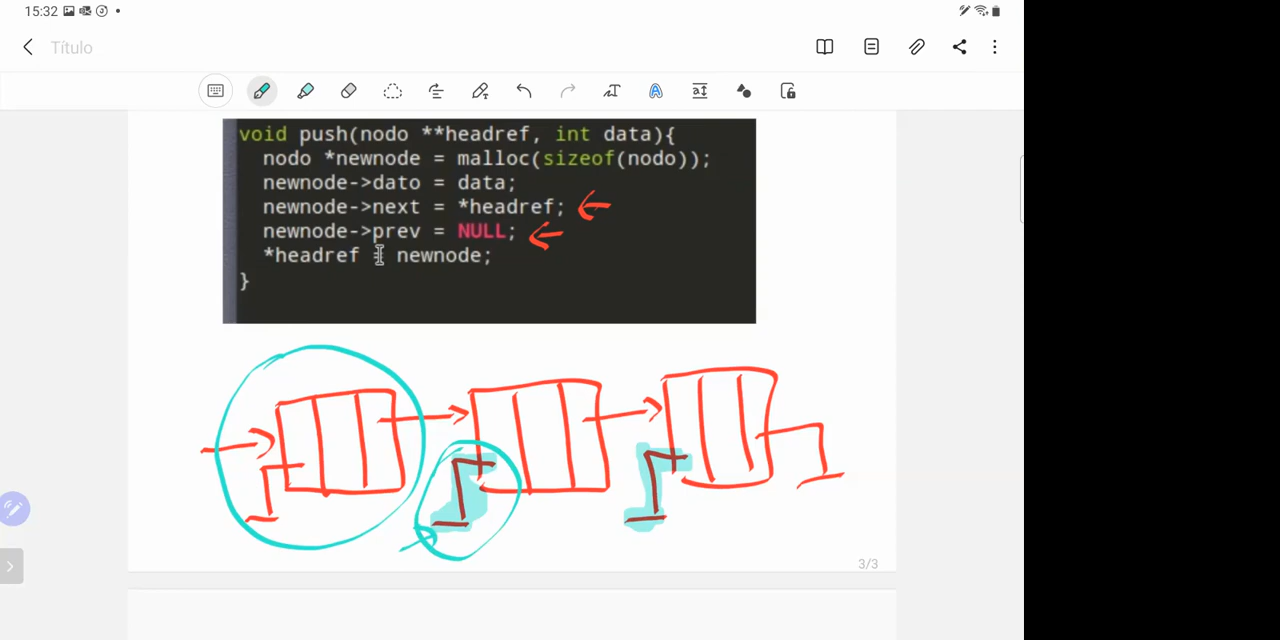 15:32
Título
void push(nodo **headref, int data){
nodo *newnode = malloc(sizeof(nodo));
newnode->dato = data;
newnode->next = *headref;
newnode->prev = NULL;
*headref = newnode;
}
3/3